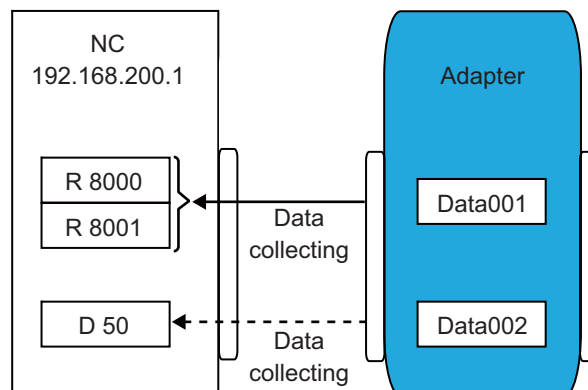 NC
192.168.200.1
R 8000
R 8001
D 50
Data
collecting
Data
collecting
Adapter
Data001
Data002